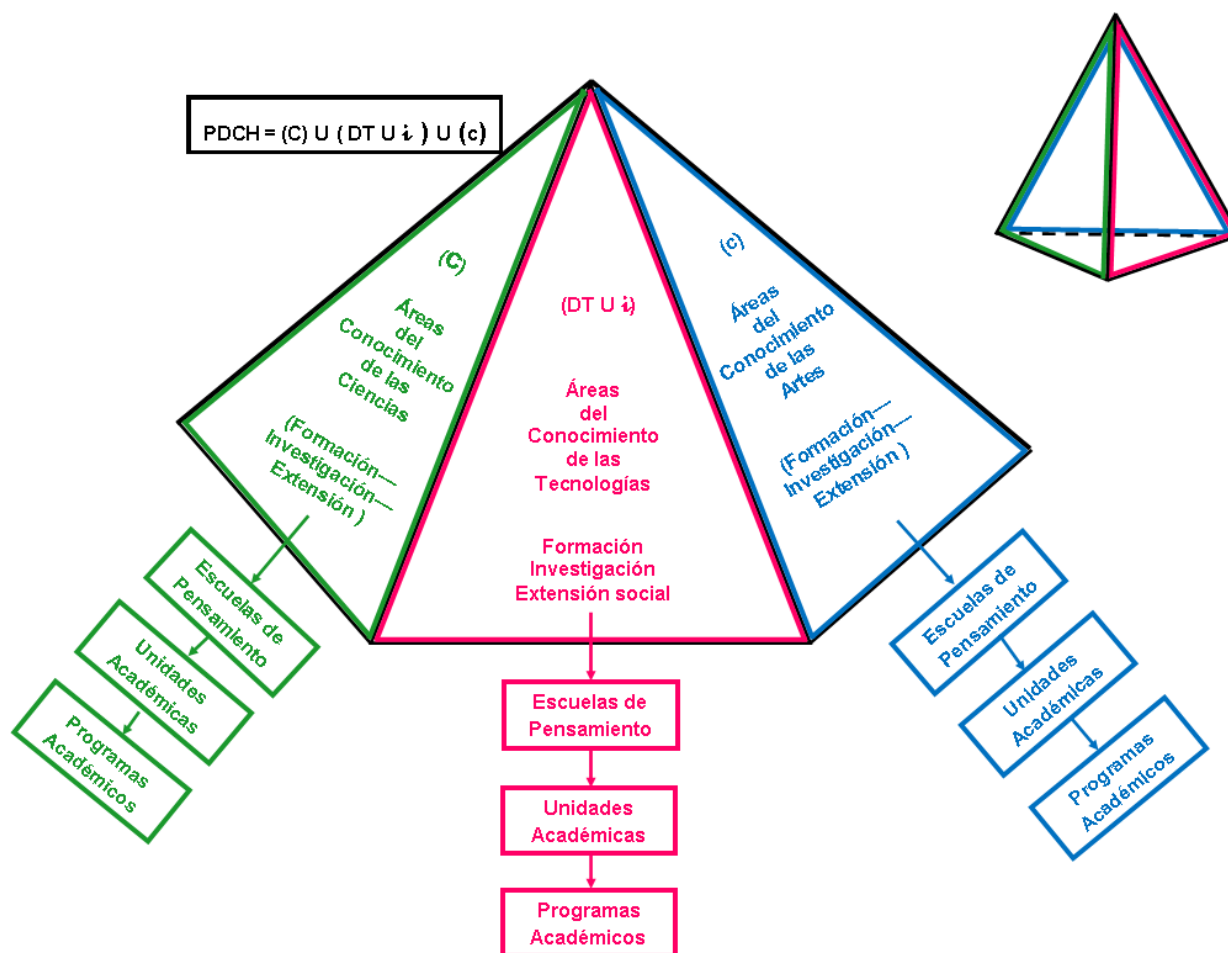 PDCH = (C) U ( DT U i ) U (c)
(C)
Áreas
del
Conocimiento
de las
Ciencias
(Formación---
Investigación---
Extensión )
Escuelas de
Pensamiento
Unidades
Académicas
Programas
Académicos
(DT U i)
Áreas
del
Conocimiento
de las
Tecnologías
Formación
Investigación
Extensión social
Escuelas de
Pensamiento
Unidades
Académicas
Programas
Académicos
(c)
Áreas
del
Conocimiento
de las
Artes
(Formación---
Investigación---
Extensión )
Escuelas de
Pensamiento
Unidades
Académicas
Programas
Académicos